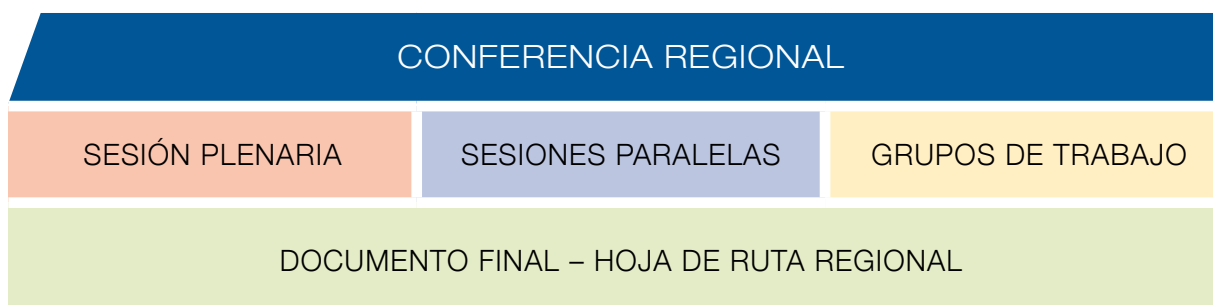 CONFERENCIA REGIONAL
SESIÓN PLENARIA
SESIONES PARALELAS
GRUPOS DE TRABAJO
DOCUMENTO FINAL – HOJA DE RUTA REGIONAL